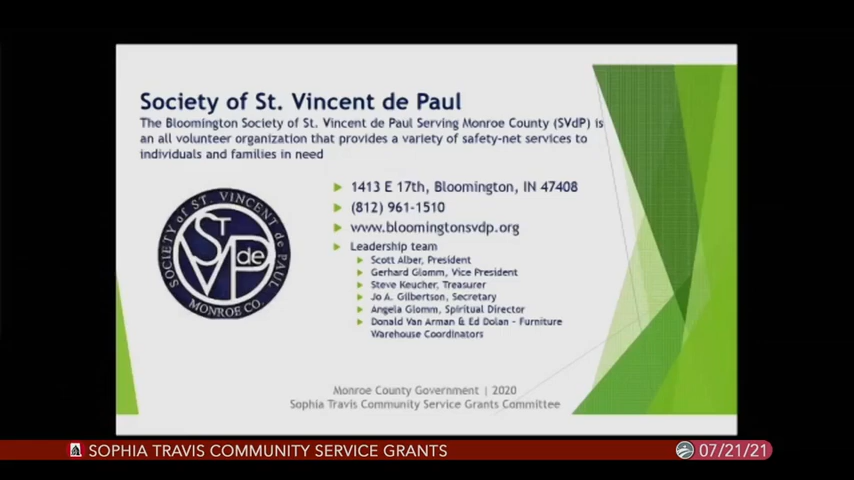 Society of St. Vincent de Paul
The Bloomington Society of St. Vincent de Paul Serving Monroe County (SVdP) is
an all volunteer organization that provides a variety of safety-net services to
individuals and families in need
SOCIETY of ST. VINCENT de PAUL
ST
V P de
MONROE CO.
1413 E 17th, Bloomington, IN 47408
(812) 961-1510
www.bloomingtonsvdp.org
Leadership team
Scott Alber, President
Gerhard Glomm, Vice President
Steve Keucher, Treasurer
Jo A. Gilbertson, Secretary
Angela Glomm, Spiritual Director
Donald Van Arman & Ed Dolan - Furniture
Warehouse Coordinators
Monroe County Government | 2020
Sophia Travis Community Service Grants Committee
SOPHIA TRAVIS COMMUNITY SERVICE GRANTS
07/21/21